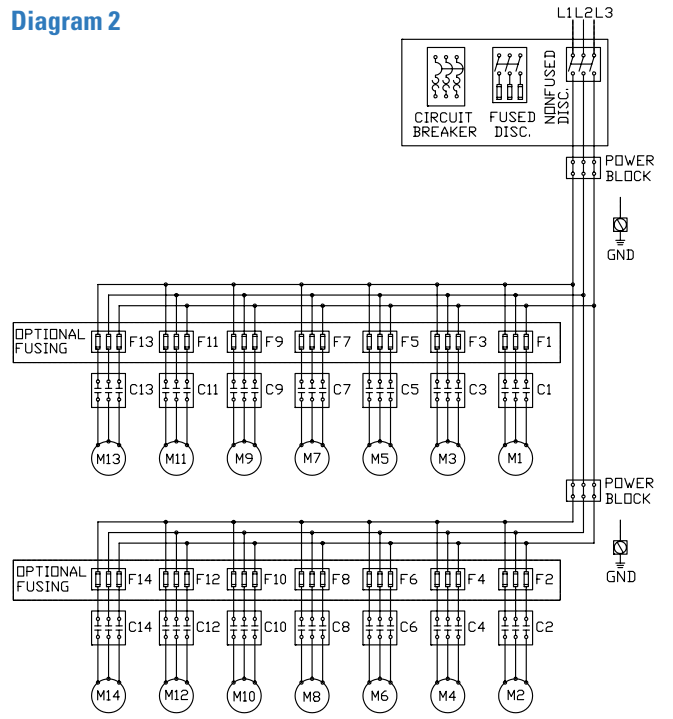 Diagram 2
L1 L2 L3
CIRCUIT
BREAKER
FUSED
DISC.
NONFUSED
DISC.
POWER
BLOCK
GND
OPTIONAL
FUSING
F13 F11 F9 F7 F5 F3 F1
C13 C11 C9 C7 C5 C3 C1
M13 M11 M9 M7 M5 M3 M1
POWER
BLOCK
GND
OPTIONAL
FUSING
F14 F12 F10 F8 F6 F4 F2
C14 C12 C10 C8 C6 C4 C2
M14 M12 M10 M8 M6 M4 M2